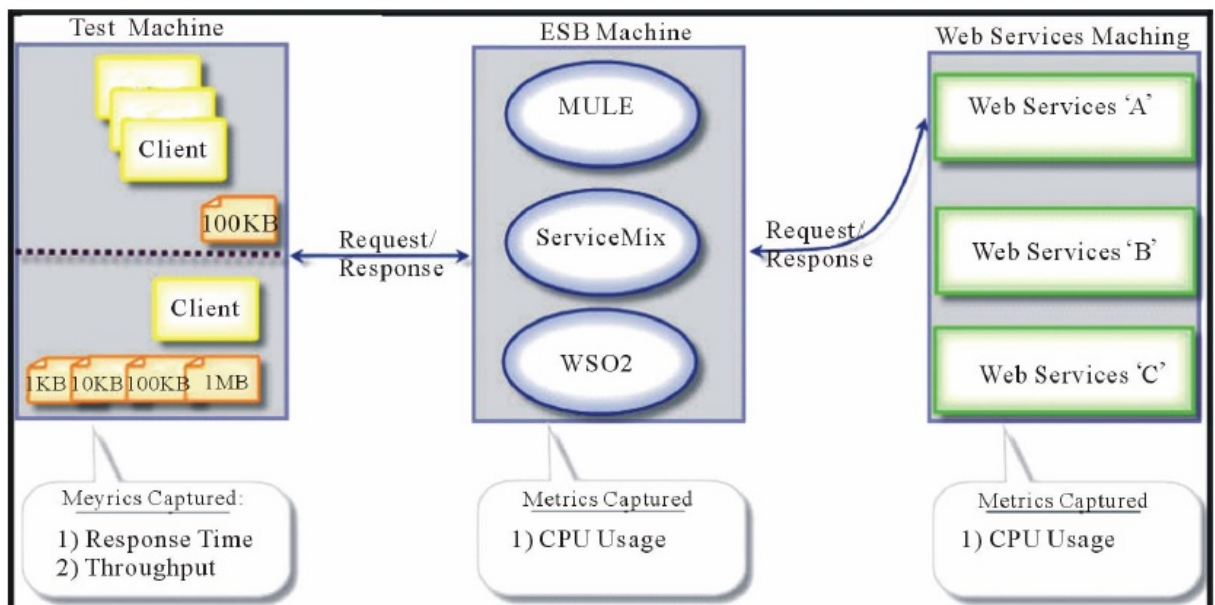 Test Machine
Client
100KB
Client
1KB 10KB 100KB 1MB
Request/
Response
ESB Machine
MULE
ServiceMix
WSO2
Request/
Response
Web Services Maching
Web Services ‘A’
Web Services ‘B’
Web Services ‘C’
Meyrics Captured:
1) Response Time
2) Throughput
Metrics Captured
1) CPU Usage
Metrics Captured
1) CPU Usage